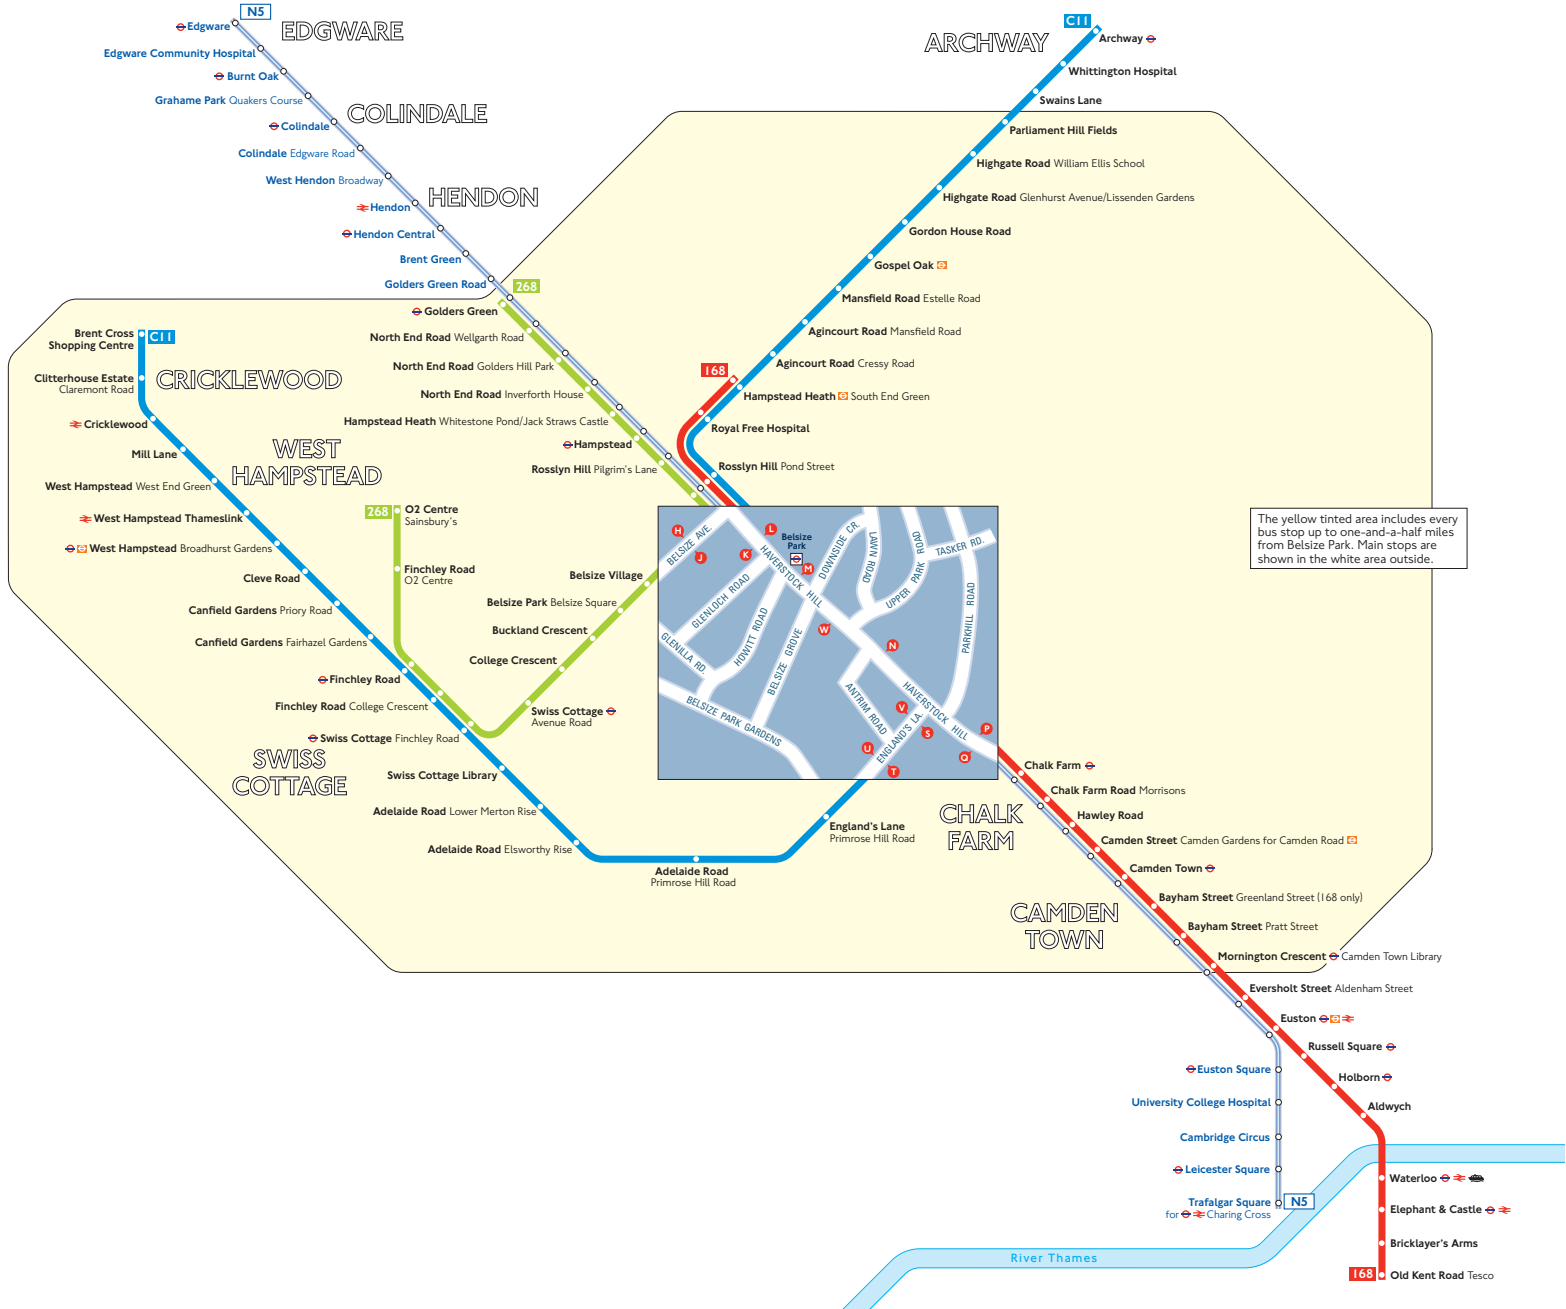 N5
EDGWARE
Edgware
Edgware Community Hospital
Burnt Oak
Grahame Park Quakers Course
COLINDALE
Colindale
Colindale Edgware Road
West Hendon Broadway
HENDON
Hendon
Hendon Central
Brent Green
Golders Green Road
C11
ARCHWAY
Archway
Whittington Hospital
Swains Lane
Parliament Hill Fields
Highgate Road William Ellis School
Highgate Road Glenhurst Avenue/Lissenden Gardens
Gordon House Road
Gospel Oak
Mansfield Road Estelle Road
Agincourt Road Mansfield Road
Agincourt Road Cressy Road
168
Hampstead Heath South End Green
Royal Free Hospital
Rosslyn Hill Pond Street
268
Golders Green
North End Road Wellgarth Road
North End Road Golders Hill Park
North End Road Inverforth House
Hampstead Heath Whitestone Pond/Jack Straws Castle
Hampstead
Rosslyn Hill Pilgrim's Lane
Brent Cross
Shopping Centre
C11
Clitterhouse Estate
Claremont Road
CRICKLEWOOD
Cricklewood
Mill Lane
WEST
HAMPSTEAD
West Hampstead West End Green
West Hampstead Thameslink
West Hampstead Broadhurst Gardens
Cleve Road
Canfield Gardens Priory Road
Canfield Gardens Fairhazel Gardens
Finchley Road
Finchley Road College Crescent
Swiss Cottage Finchley Road
SWISS
COTTAGE
Swiss Cottage Library
Adelaide Road Lower Merton Rise
Adelaide Road Elsworthy Rise
Adelaide Road
Primrose Hill Road
England's Lane
Primrose Hill Road
268
O2 Centre
Sainsbury's
Finchley Road
O2 Centre
Belsize Village
Belsize Park Belsize Square
Buckland Crescent
College Crescent
Swiss Cottage
Avenue Road
H
J
K
L
M
N
P
Q
S
T
U
V
W
Belsize
Park
BELSIZE AVE.
HAVERSTOCK HILL
DOWNSIDE CR.
LAWN ROAD
UPPER PARK ROAD
TASKER RD.
PARKHILL ROAD
GLENLOCH ROAD
HOWITT ROAD
GLENILLA RD.
BELSIZE GROVE
BELSIZE PARK GARDENS
ANTRIM ROAD
ENGLAND'S LA.
HAVERSTOCK HILL
The yellow tinted area includes every
bus stop up to one-and-a-half miles
from Belsize Park. Main stops are
shown in the white area outside.
CHALK
FARM
Chalk Farm
Chalk Farm Road Morrisons
Hawley Road
Camden Street Camden Gardens for Camden Road
Camden Town
CAMDEN
TOWN
Bayham Street Greenland Street (168 only)
Bayham Street Pratt Street
Mornington Crescent Camden Town Library
Eversholt Street Aldenham Street
Euston
Russell Square
Holborn
Aldwych
Waterloo
Elephant & Castle
Bricklayer's Arms
168
Old Kent Road Tesco
Euston Square
University College Hospital
Cambridge Circus
Leicester Square
Trafalgar Square
for Charing Cross
N5
River Thames